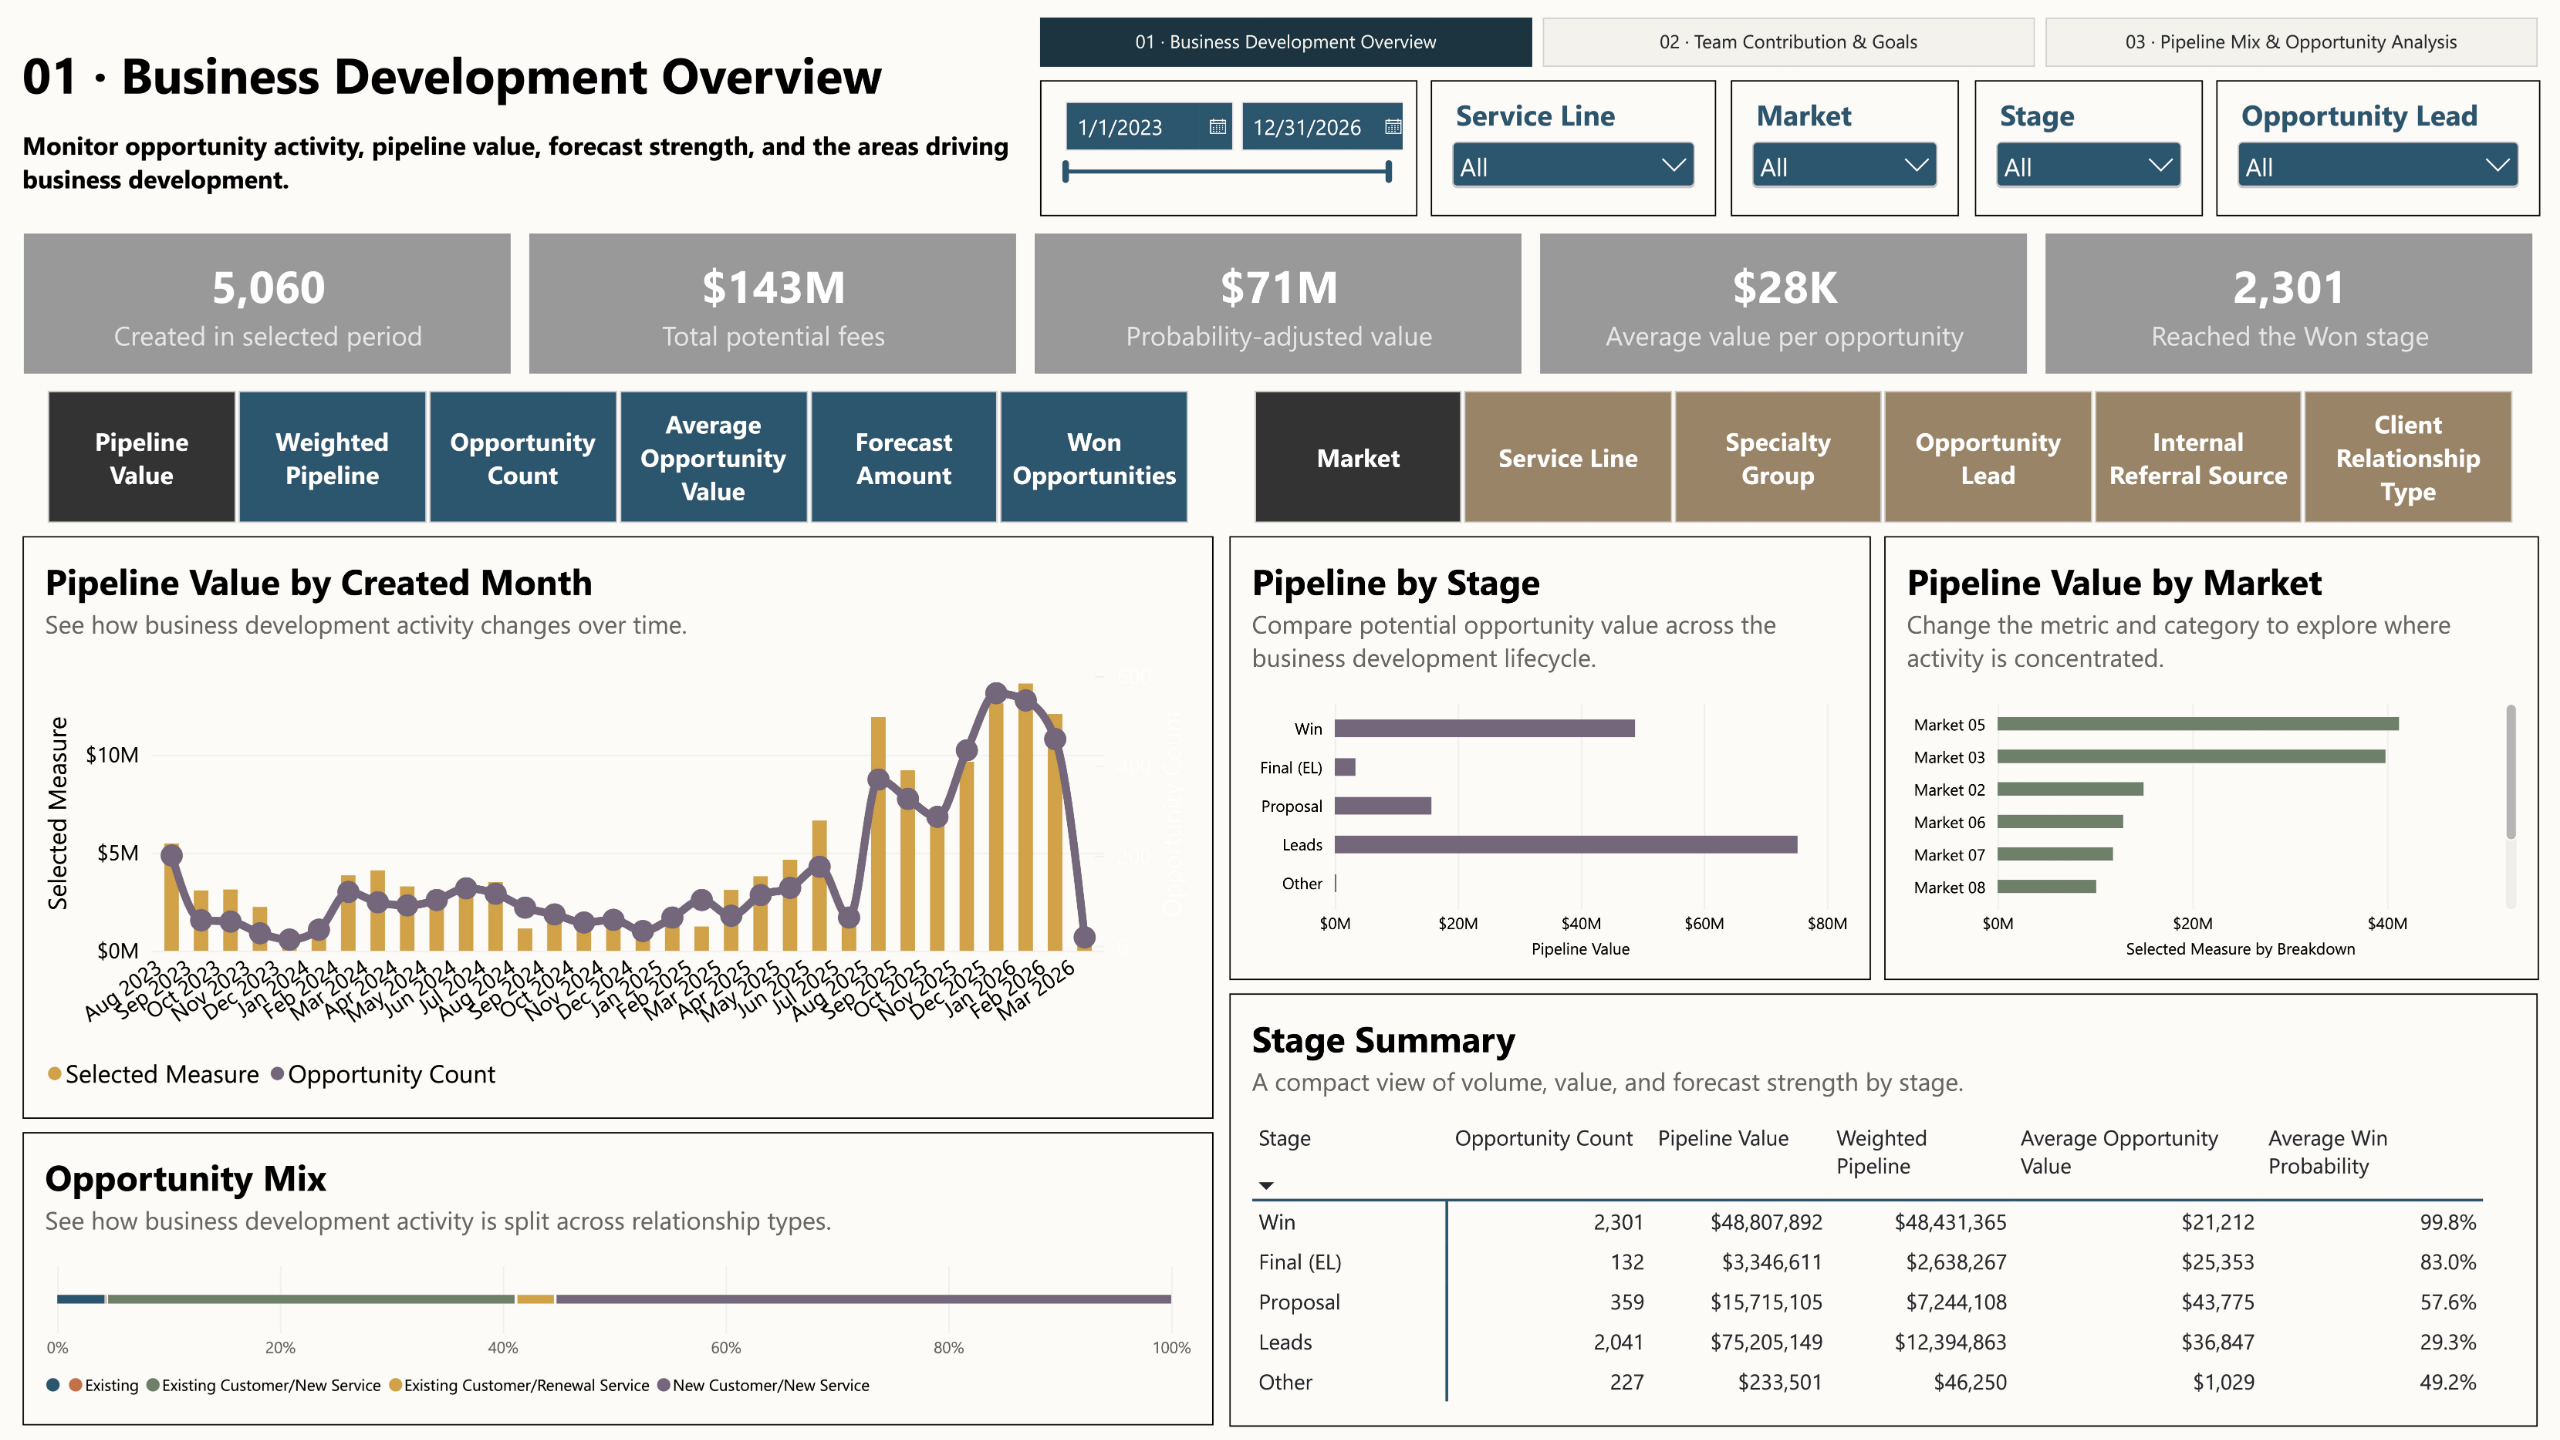 01 · Business Development Overview
Monitor opportunity activity, pipeline value, forecast strength, and the areas driving
business development.
01 · Business Development Overview
02 · Team Contribution & Goals
03 · Pipeline Mix & Opportunity Analysis
1/1/2023
12/31/2026
Service Line
All
Market
All
Stage
All
Opportunity Lead
All
5,060
Created in selected period
$143M
Total potential fees
$71M
Probability-adjusted value
$28K
Average value per opportunity
2,301
Reached the Won stage
Pipeline
Value
Weighted
Pipeline
Opportunity
Count
Average
Opportunity
Value
Forecast
Amount
Won
Opportunities
Market
Service Line
Specialty
Group
Opportunity
Lead
Internal
Referral Source
Client
Relationship
Type
Pipeline Value by Created Month
See how business development activity changes over time.
Selected Measure
$10M
$5M
$0M
600
400
200
0
Opportunity Count
Aug 2023
Sep 2023
Oct 2023
Nov 2023
Dec 2023
Jan 2024
Feb 2024
Mar 2024
Apr 2024
May 2024
Jun 2024
Jul 2024
Aug 2024
Sep 2024
Oct 2024
Nov 2024
Dec 2024
Jan 2025
Feb 2025
Mar 2025
Apr 2025
May 2025
Jun 2025
Jul 2025
Aug 2025
Sep 2025
Oct 2025
Nov 2025
Dec 2025
Jan 2026
Feb 2026
Mar 2026
Selected Measure Opportunity Count
Pipeline by Stage
Compare potential opportunity value across the
business development lifecycle.
Win
Final (EL)
Proposal
Leads
Other
$0M $20M $40M $60M $80M
Pipeline Value
Pipeline Value by Market
Change the metric and category to explore where
activity is concentrated.
Market 05
Market 03
Market 02
Market 06
Market 07
Market 08
$0M $20M $40M
Selected Measure by Breakdown
Opportunity Mix
See how business development activity is split across relationship types.
0% 20% 40% 60% 80% 100%
Existing Existing Customer/New Service Existing Customer/Renewal Service New Customer/New Service
Stage Summary
A compact view of volume, value, and forecast strength by stage.
Stage Opportunity Count Pipeline Value Weighted Average Opportunity Average Win
Pipeline Value Probability
Win 2,301 $48,807,892 $48,431,365 $21,212 99.8%
Final (EL) 132 $3,346,611 $2,638,267 $25,353 83.0%
Proposal 359 $15,715,105 $7,244,108 $43,775 57.6%
Leads 2,041 $75,205,149 $12,394,863 $36,847 29.3%
Other 227 $233,501 $46,250 $1,029 49.2%